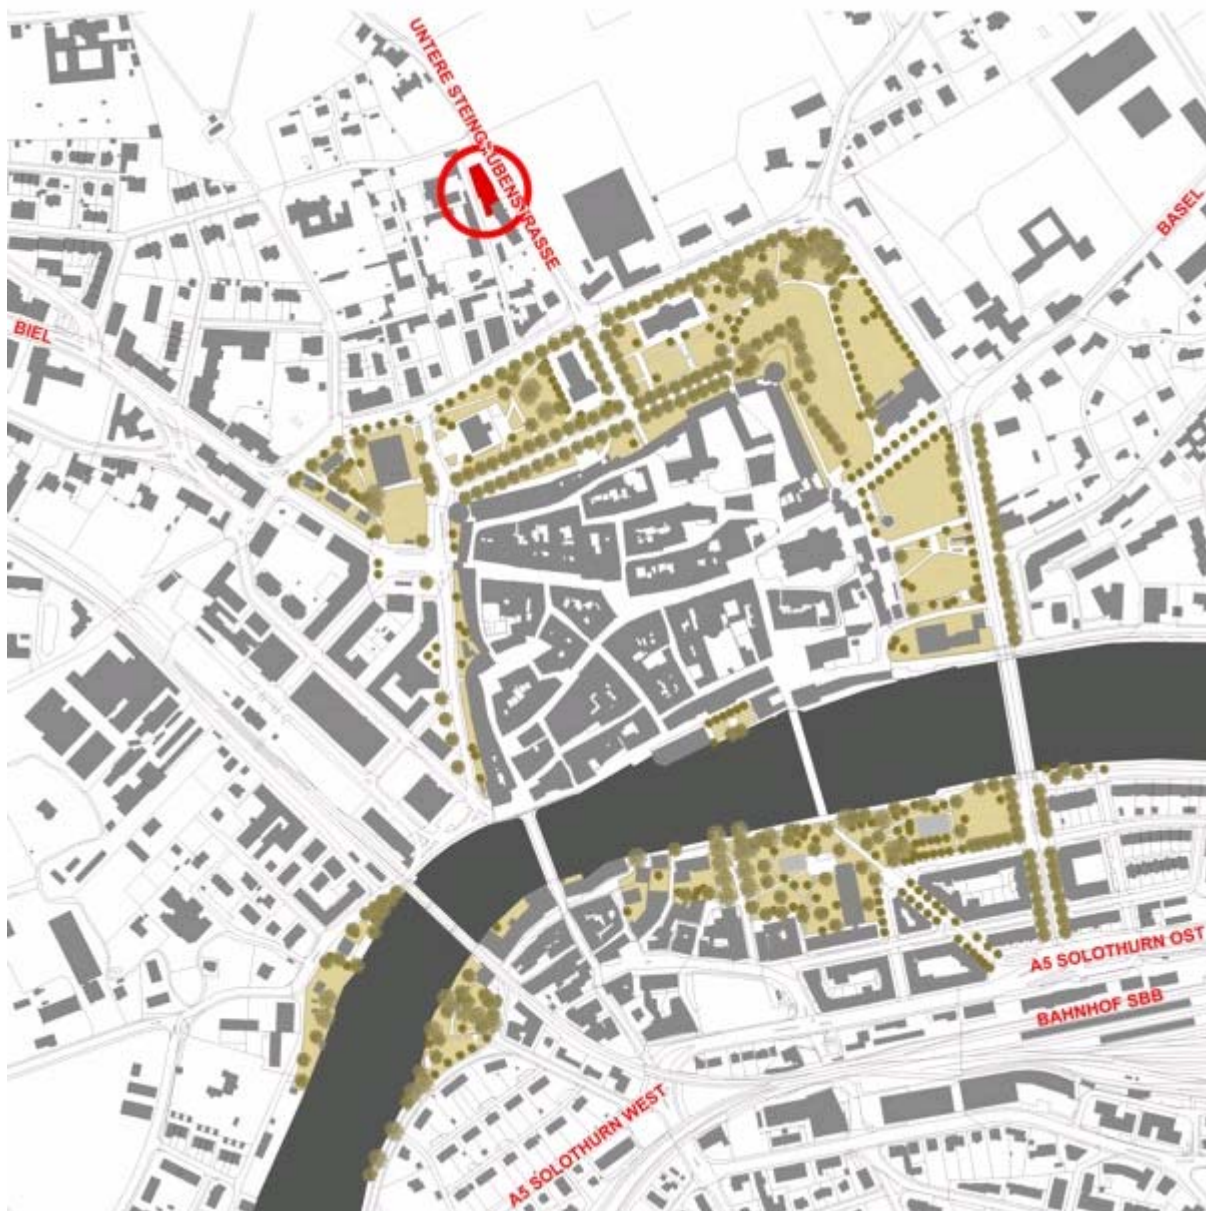 UNTERE STEINGRUBENSTRASSE
BASEL
BIEL
A5 SOLOTHURN OST
BAHNHOF SBB
A5 SOLOTHURN WEST